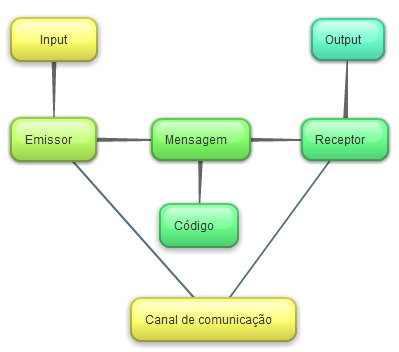 Input
Output
Emissor
Mensagem
Receptor
Código
Canal de comunicação